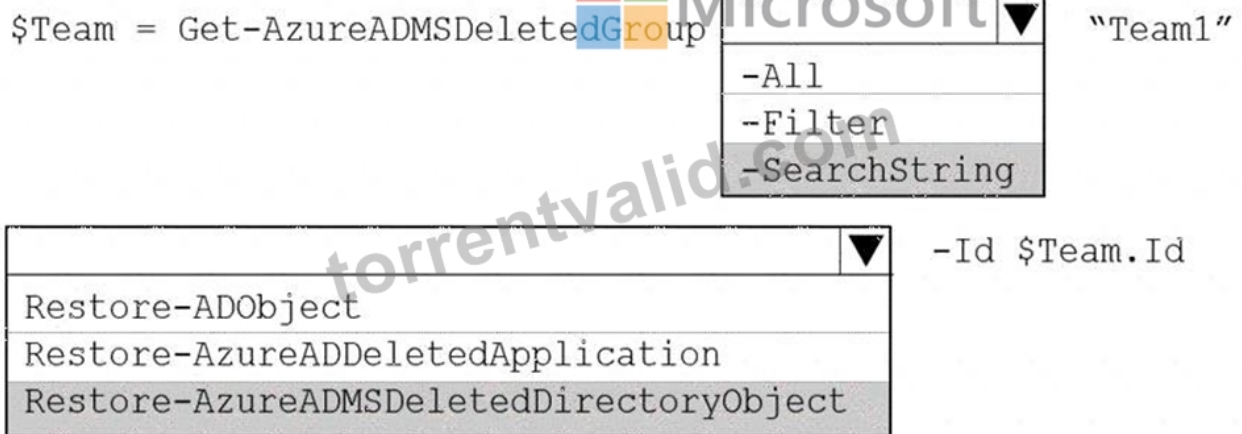 Microsoft
$Team = Get-AzureADMSDeletedGroup "Team1"
-All
-Filter
-SearchString
torrentvalid.com
-Id $Team.Id
Restore-ADObject
Restore-AzureADDeletedApplication
Restore-AzureADMSDeletedDirectoryObject